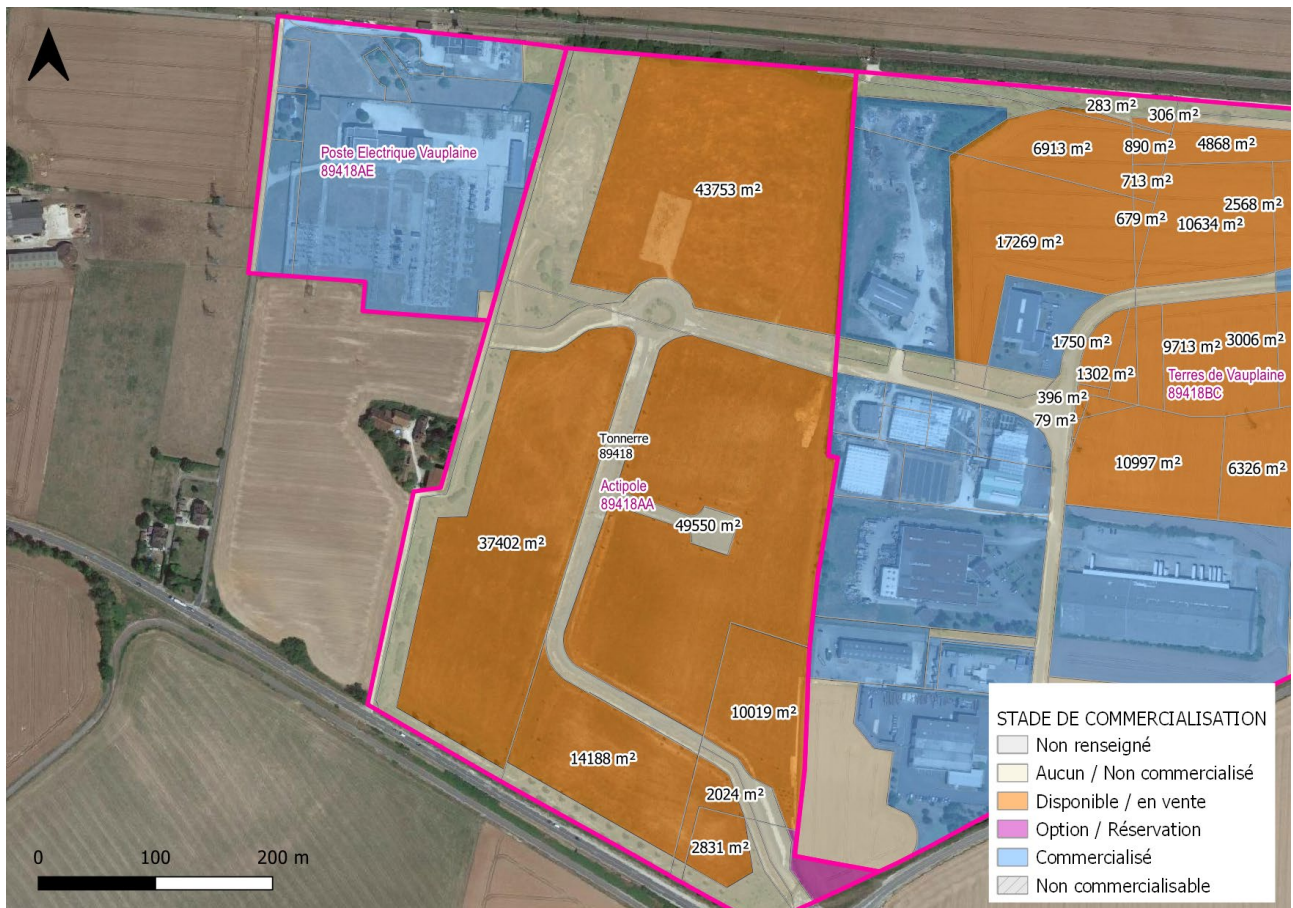 283 m²
306 m²
6913 m²
890 m²
4868 m²
Poste Electrique Vauplaine
89418AE
713 m²
43753 m²
2568 m²
679 m²
10634 m²
17269 m²
1750 m²
9713 m²
3006 m²
1302 m²
Terres de Vauplaine
89418BC
396 m²
79 m²
Tonnerre
89418
10997 m²
6326 m²
Actipole
89418AA
49550 m²
37402 m²
10019 m²
14188 m²
2024 m²
2831 m²
STADE DE COMMERCIALISATION
Non renseigné
Aucun / Non commercialisé
Disponible / en vente
Option / Réservation
Commercialisé
Non commercialisable
0 100 200 m